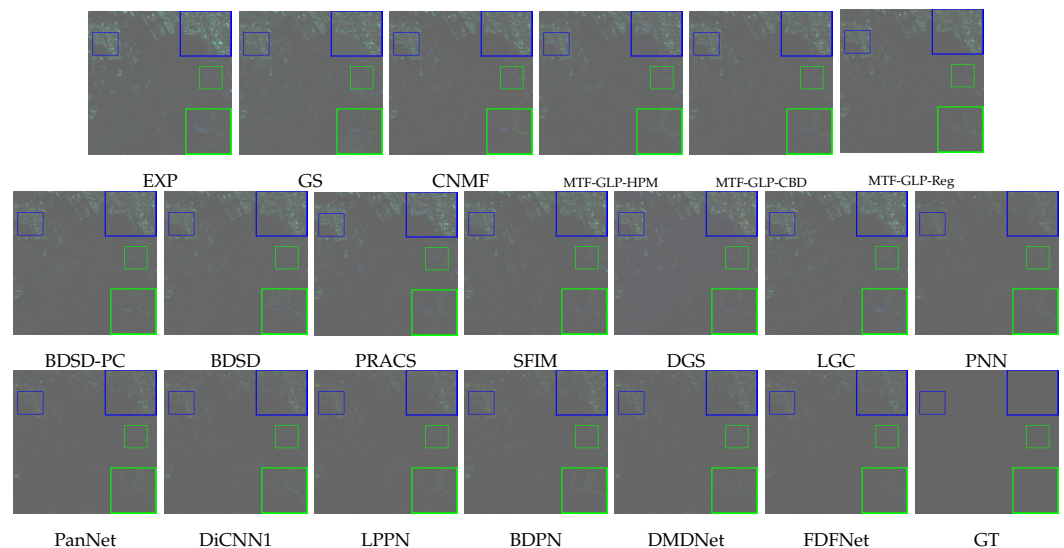 EXP GS CNMF MTF-GLP-HPM MTF-GLP-CBD MTF-GLP-Reg
BDSD-PC BDSD PRACS SFIM DGS LGC PNN
PanNet DiCNN1 LPPN BDPN DMDNet FDFNet GT